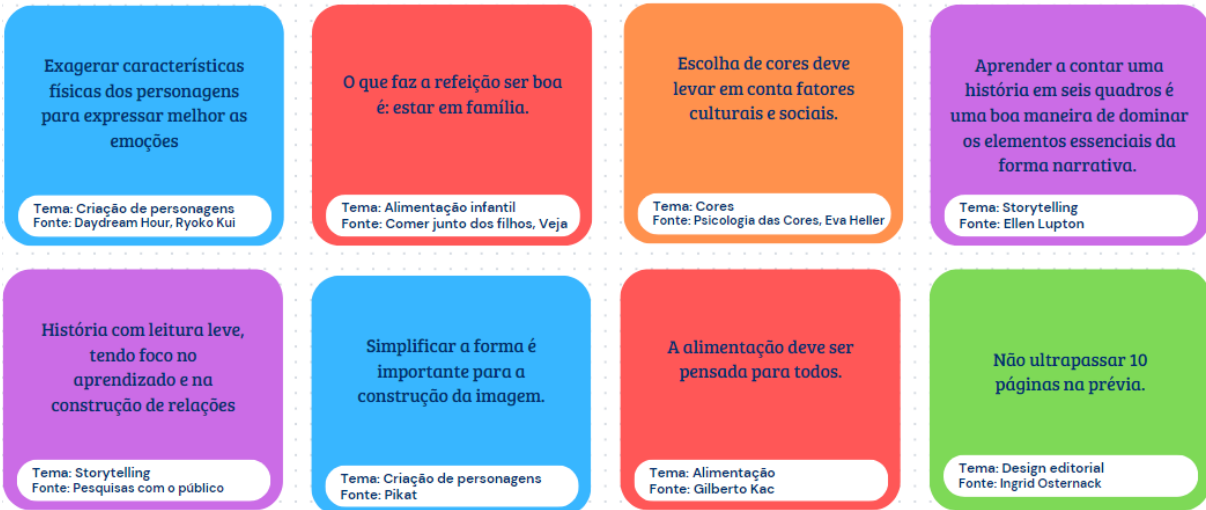 Exagerar características
físicas dos personagens
para expressar melhor as
emoções
Tema: Criação de personagens
Fonte: Daydream Hour, Ryoko Kui
O que faz a refeição ser boa
é: estar em família.
Tema: Alimentação infantil
Fonte: Comer junto dos filhos, Veja
Escolha de cores deve
levar em conta fatores
culturais e sociais.
Tema: Cores
Fonte: Psicologia das Cores, Eva Heller
Aprender a contar uma
história em seis quadros é
uma boa maneira de dominar
os elementos essenciais da
forma narrativa.
Tema: Storytelling
Fonte: Ellen Lupton
História com leitura leve,
tendo foco no
aprendizado e na
construção de relações
Tema: Storytelling
Fonte: Pesquisas com o público
Simplificar a forma é
importante para a
construção da imagem.
Tema: Criação de personagens
Fonte: Pikat
A alimentação deve ser
pensada para todos.
Tema: Alimentação
Fonte: Gilberto Kac
Não ultrapassar 10
páginas na prévia.
Tema: Design editorial
Fonte: Ingrid Osternack